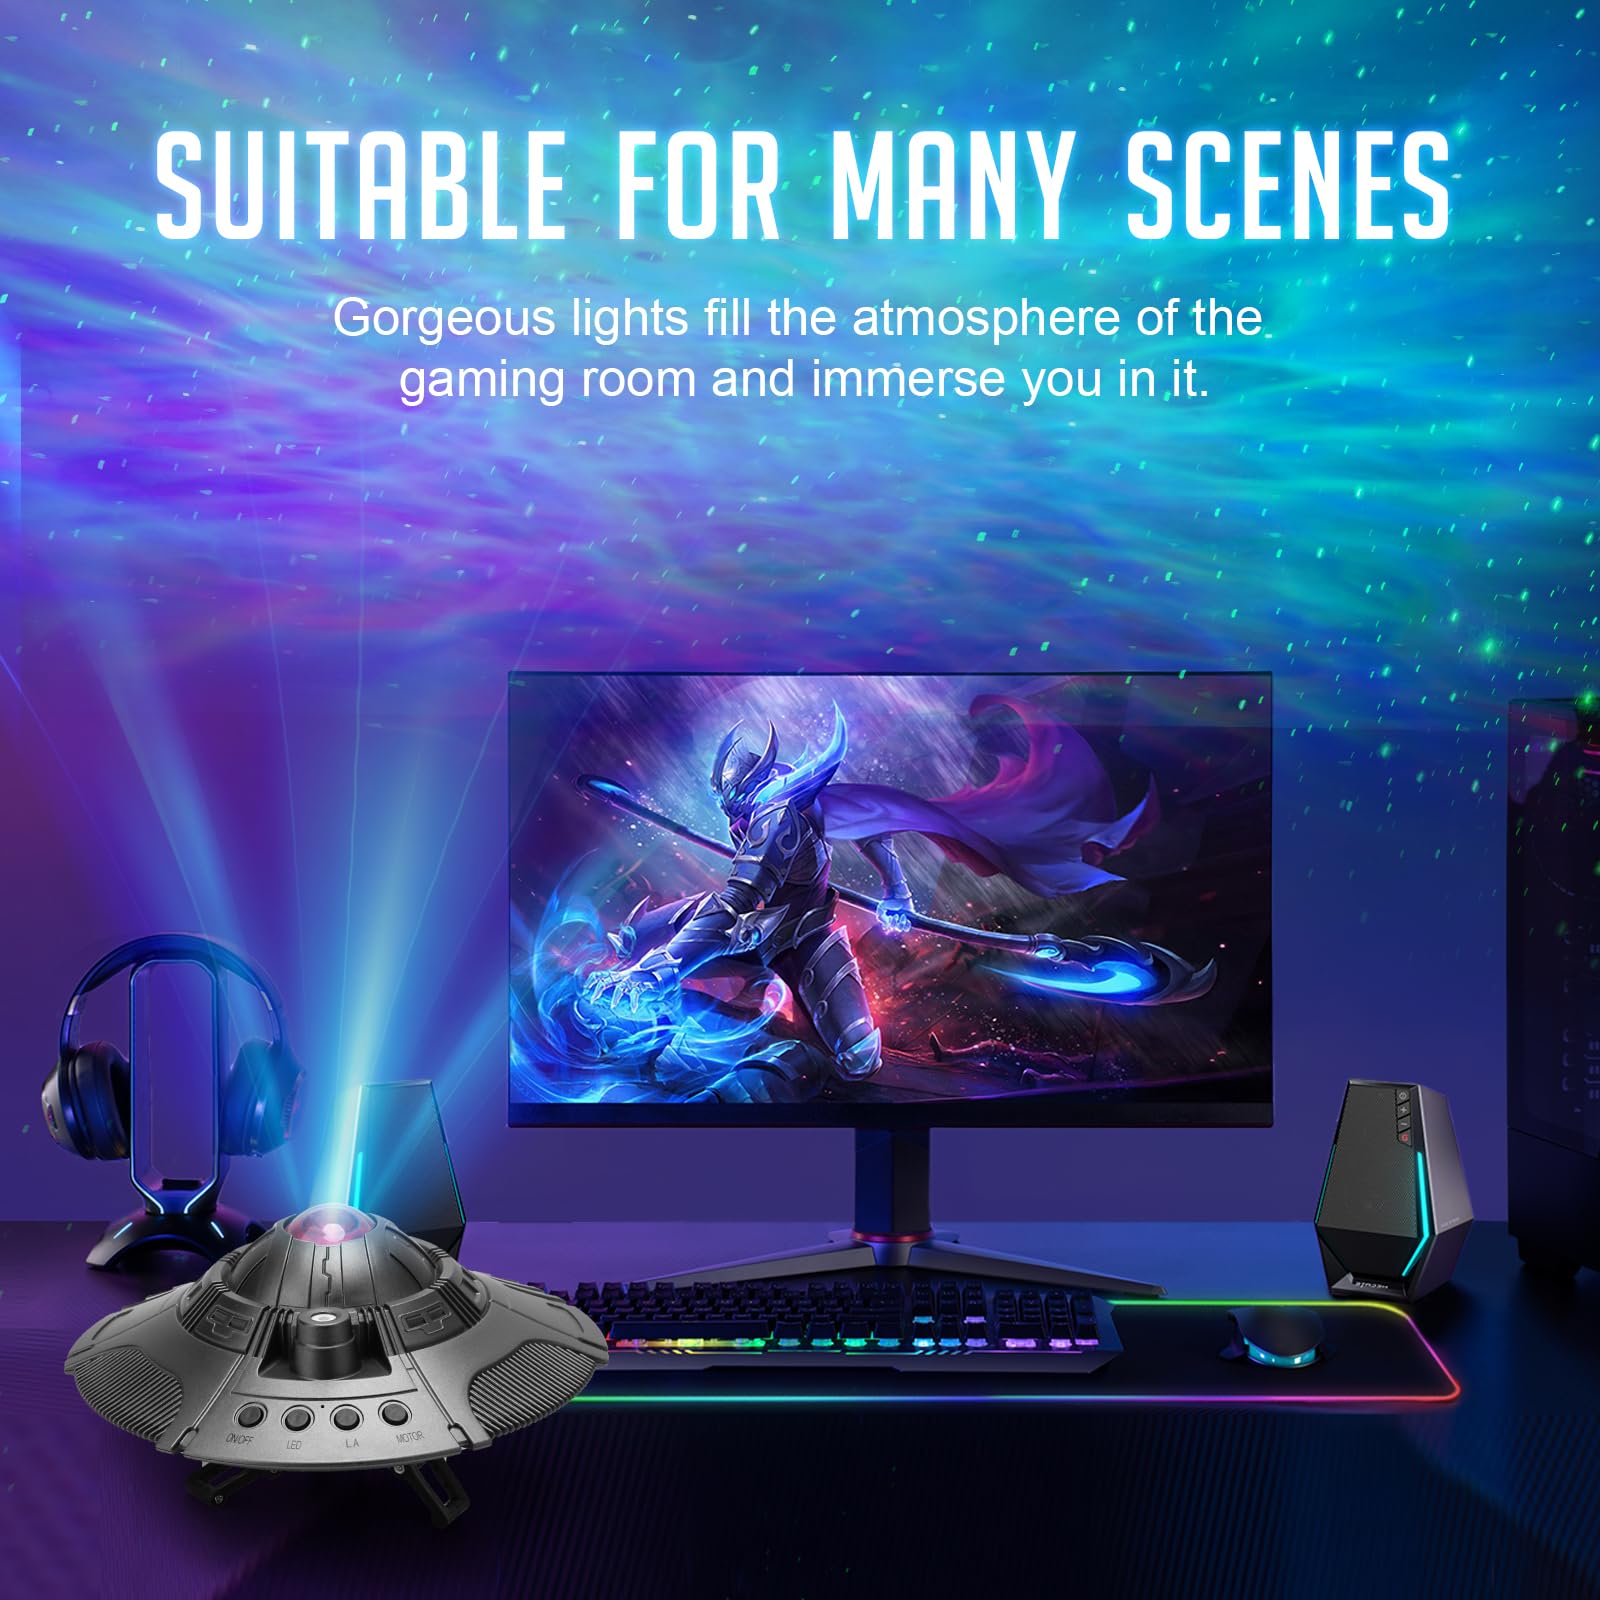 SUITABLE FOR MANY SCENES
Gorgeous lights fill the atmosphere of the
gaming room and immerse you in it.
ON/OFF
LED
L.A
MOTOR